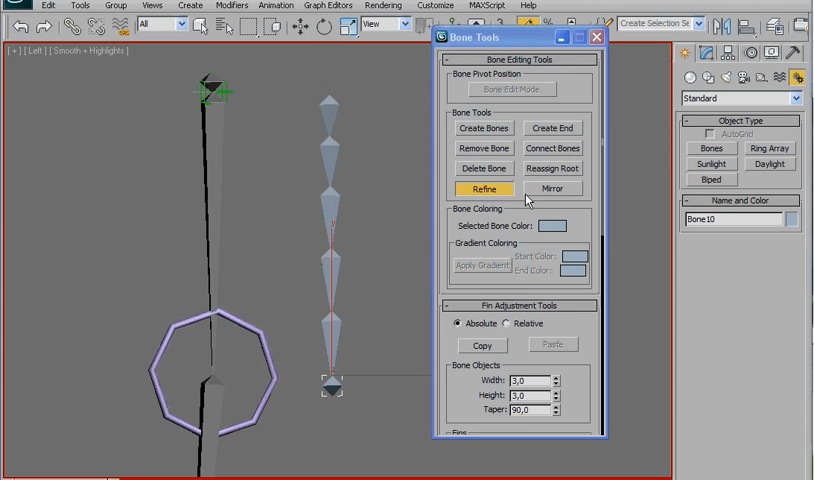 Edit Tools Group Views Create Modifiers Animation Graph Editors Rendering Customize MAXScript Help
All
View
3
Create Selection Se
[ + ] [ Left ] [ Smooth + Highlights ]
y
Bone Tools
- Bone Editing Tools
Bone Pivot Position
Bone Edit Mode
Bone Tools
Create Bones Create End
Remove Bone Connect Bones
Delete Bone Reassign Root
Refine Mirror
Bone Coloring
Selected Bone Color:
Gradient Coloring
Apply Gradient
Start Color:
End Color:
- Fin Adjustment Tools
Absolute Relative
Copy Paste
Bone Objects
Width: 3,0
Height: 3,0
Taper: 90,0
Fins
Standard
- Object Type
AutoGrid
Bones Ring Array
Sunlight Daylight
Biped
- Name and Color
Bone10